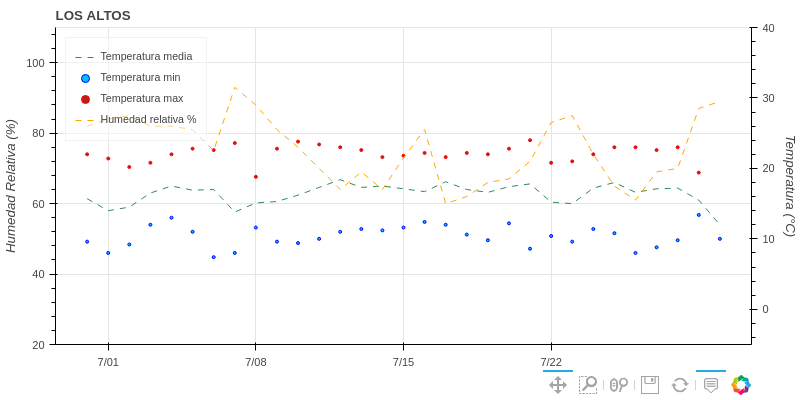 LOS ALTOS
Temperatura media
Temperatura min
Temperatura max
Humedad relativa %
Humedad Relativa (%)
100
80
60
40
20
Temperatura (°C)
40
30
20
10
0
7/01
7/08
7/15
7/22